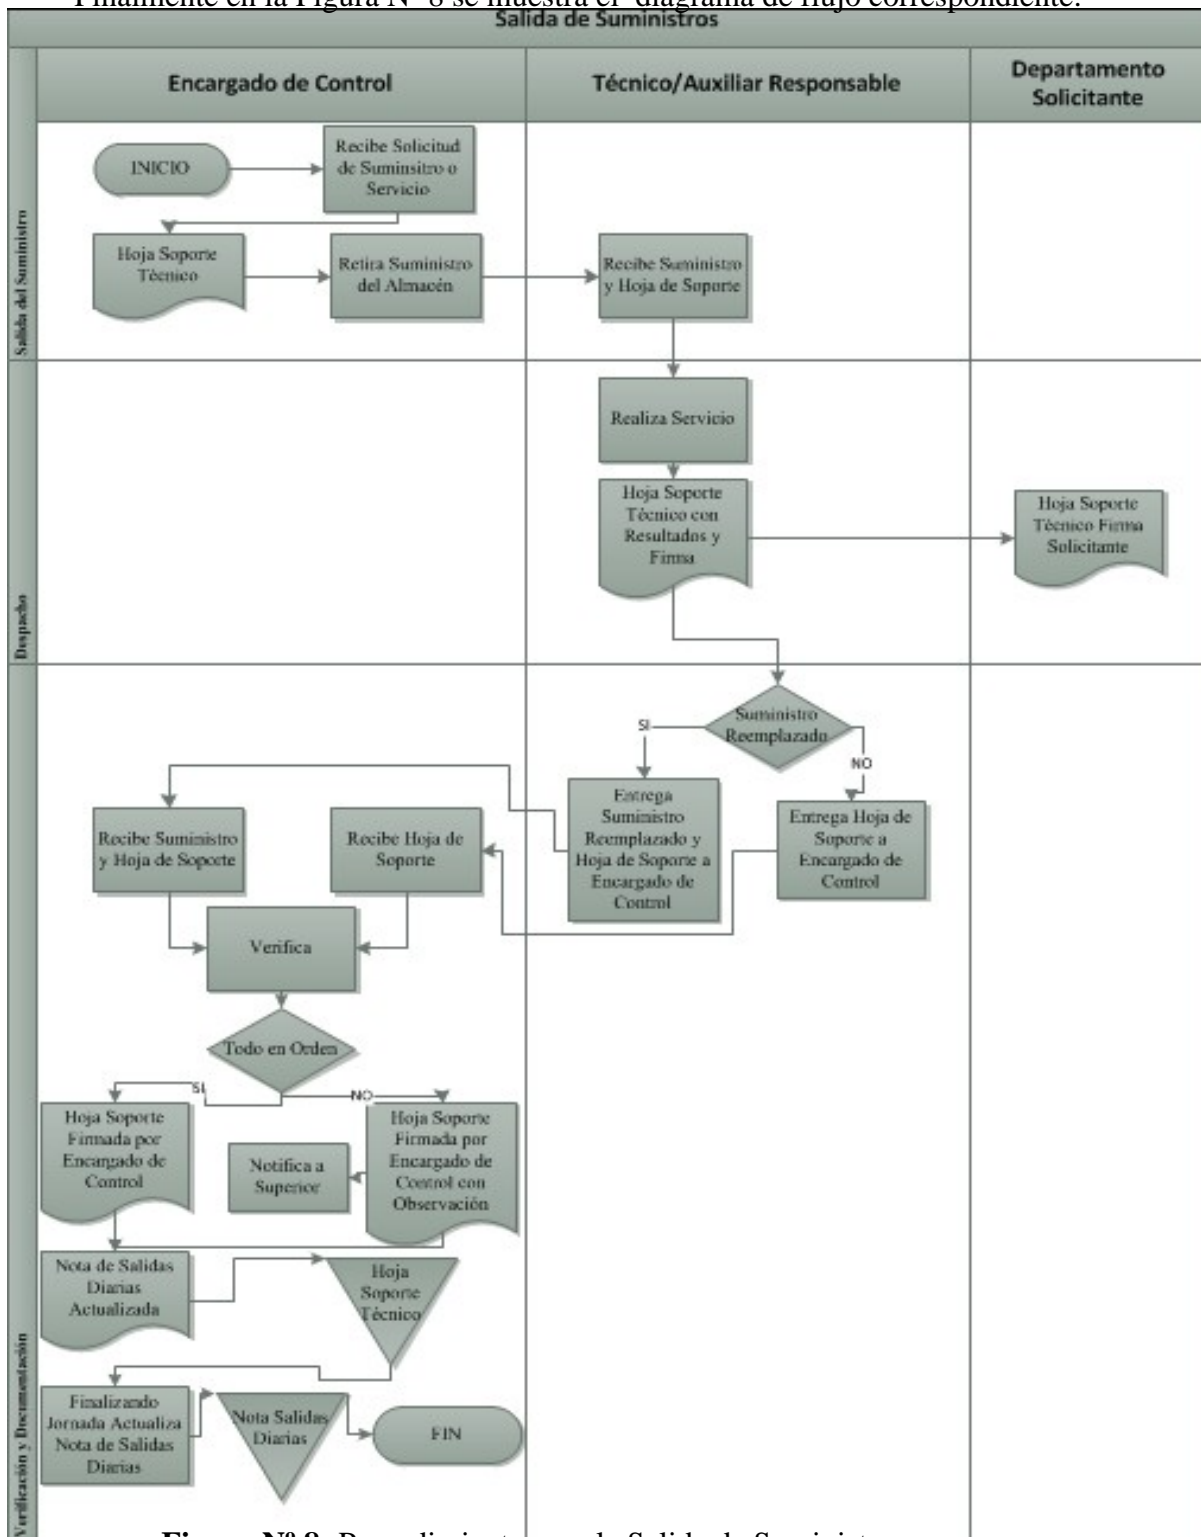 Finalmente en la Figura Nº 8 se muestra el diagrama de flujo correspondiente.
Salida de Suministros
Encargado de Control
Técnico/Auxiliar Responsable
Departamento
Solicitante
Salida del Suministro
INICIO
Recibe Solicitud
de Suminsitro o
Servicio
Hoja Soporte
Técnico
Retira Suministro
del Almacén
Recibe Suministro
y Hoja de Soporte
Despacho
Realiza Servicio
Hoja Soporte
Técnico con
Resultados y
Firma
Hoja Soporte
Técnico Firma
Solicitante
Verificación y Documentación
Suministro
Reemplazado
SI
NO
Entrega
Suministro
Reemplazado y
Hoja de Soporte a
Encargado de
Control
Entrega Hoja de
Soporte a
Encargado de
Control
Recibe Suministro
y Hoja de Soporte
Recibe Hoja de
Soporte
Verifica
Todo en Orden
SI
NO
Hoja Soporte
Firmada por
Encargado de
Control
Notifica a
Superior
Hoja Soporte
Firmada por
Encargado de
Control con
Observación
Nota de Salidas
Diarias
Actualizada
Hoja
Soporte
Técnico
Finalizando
Jornada Actualiza
Nota de Salidas
Diarias
Nota Salidas
Diarias
FIN
Figura Nº 8: